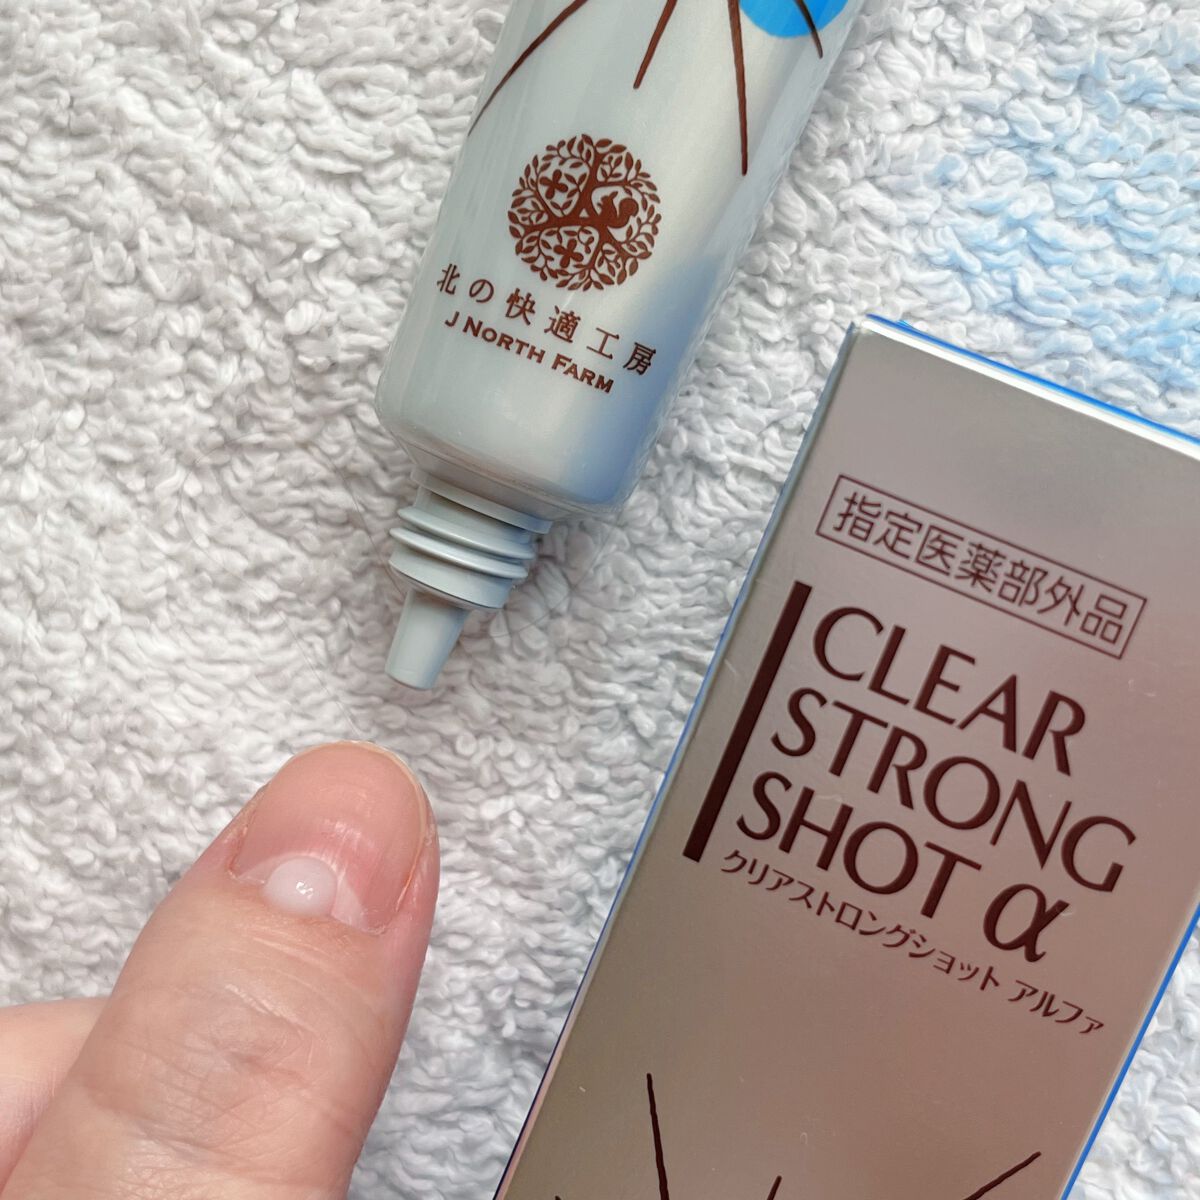 北の快適工房
J NORTH FARM
指定医薬部外品
CLEAR
STRONG
SHOT α
クリアストロングショット アルファ